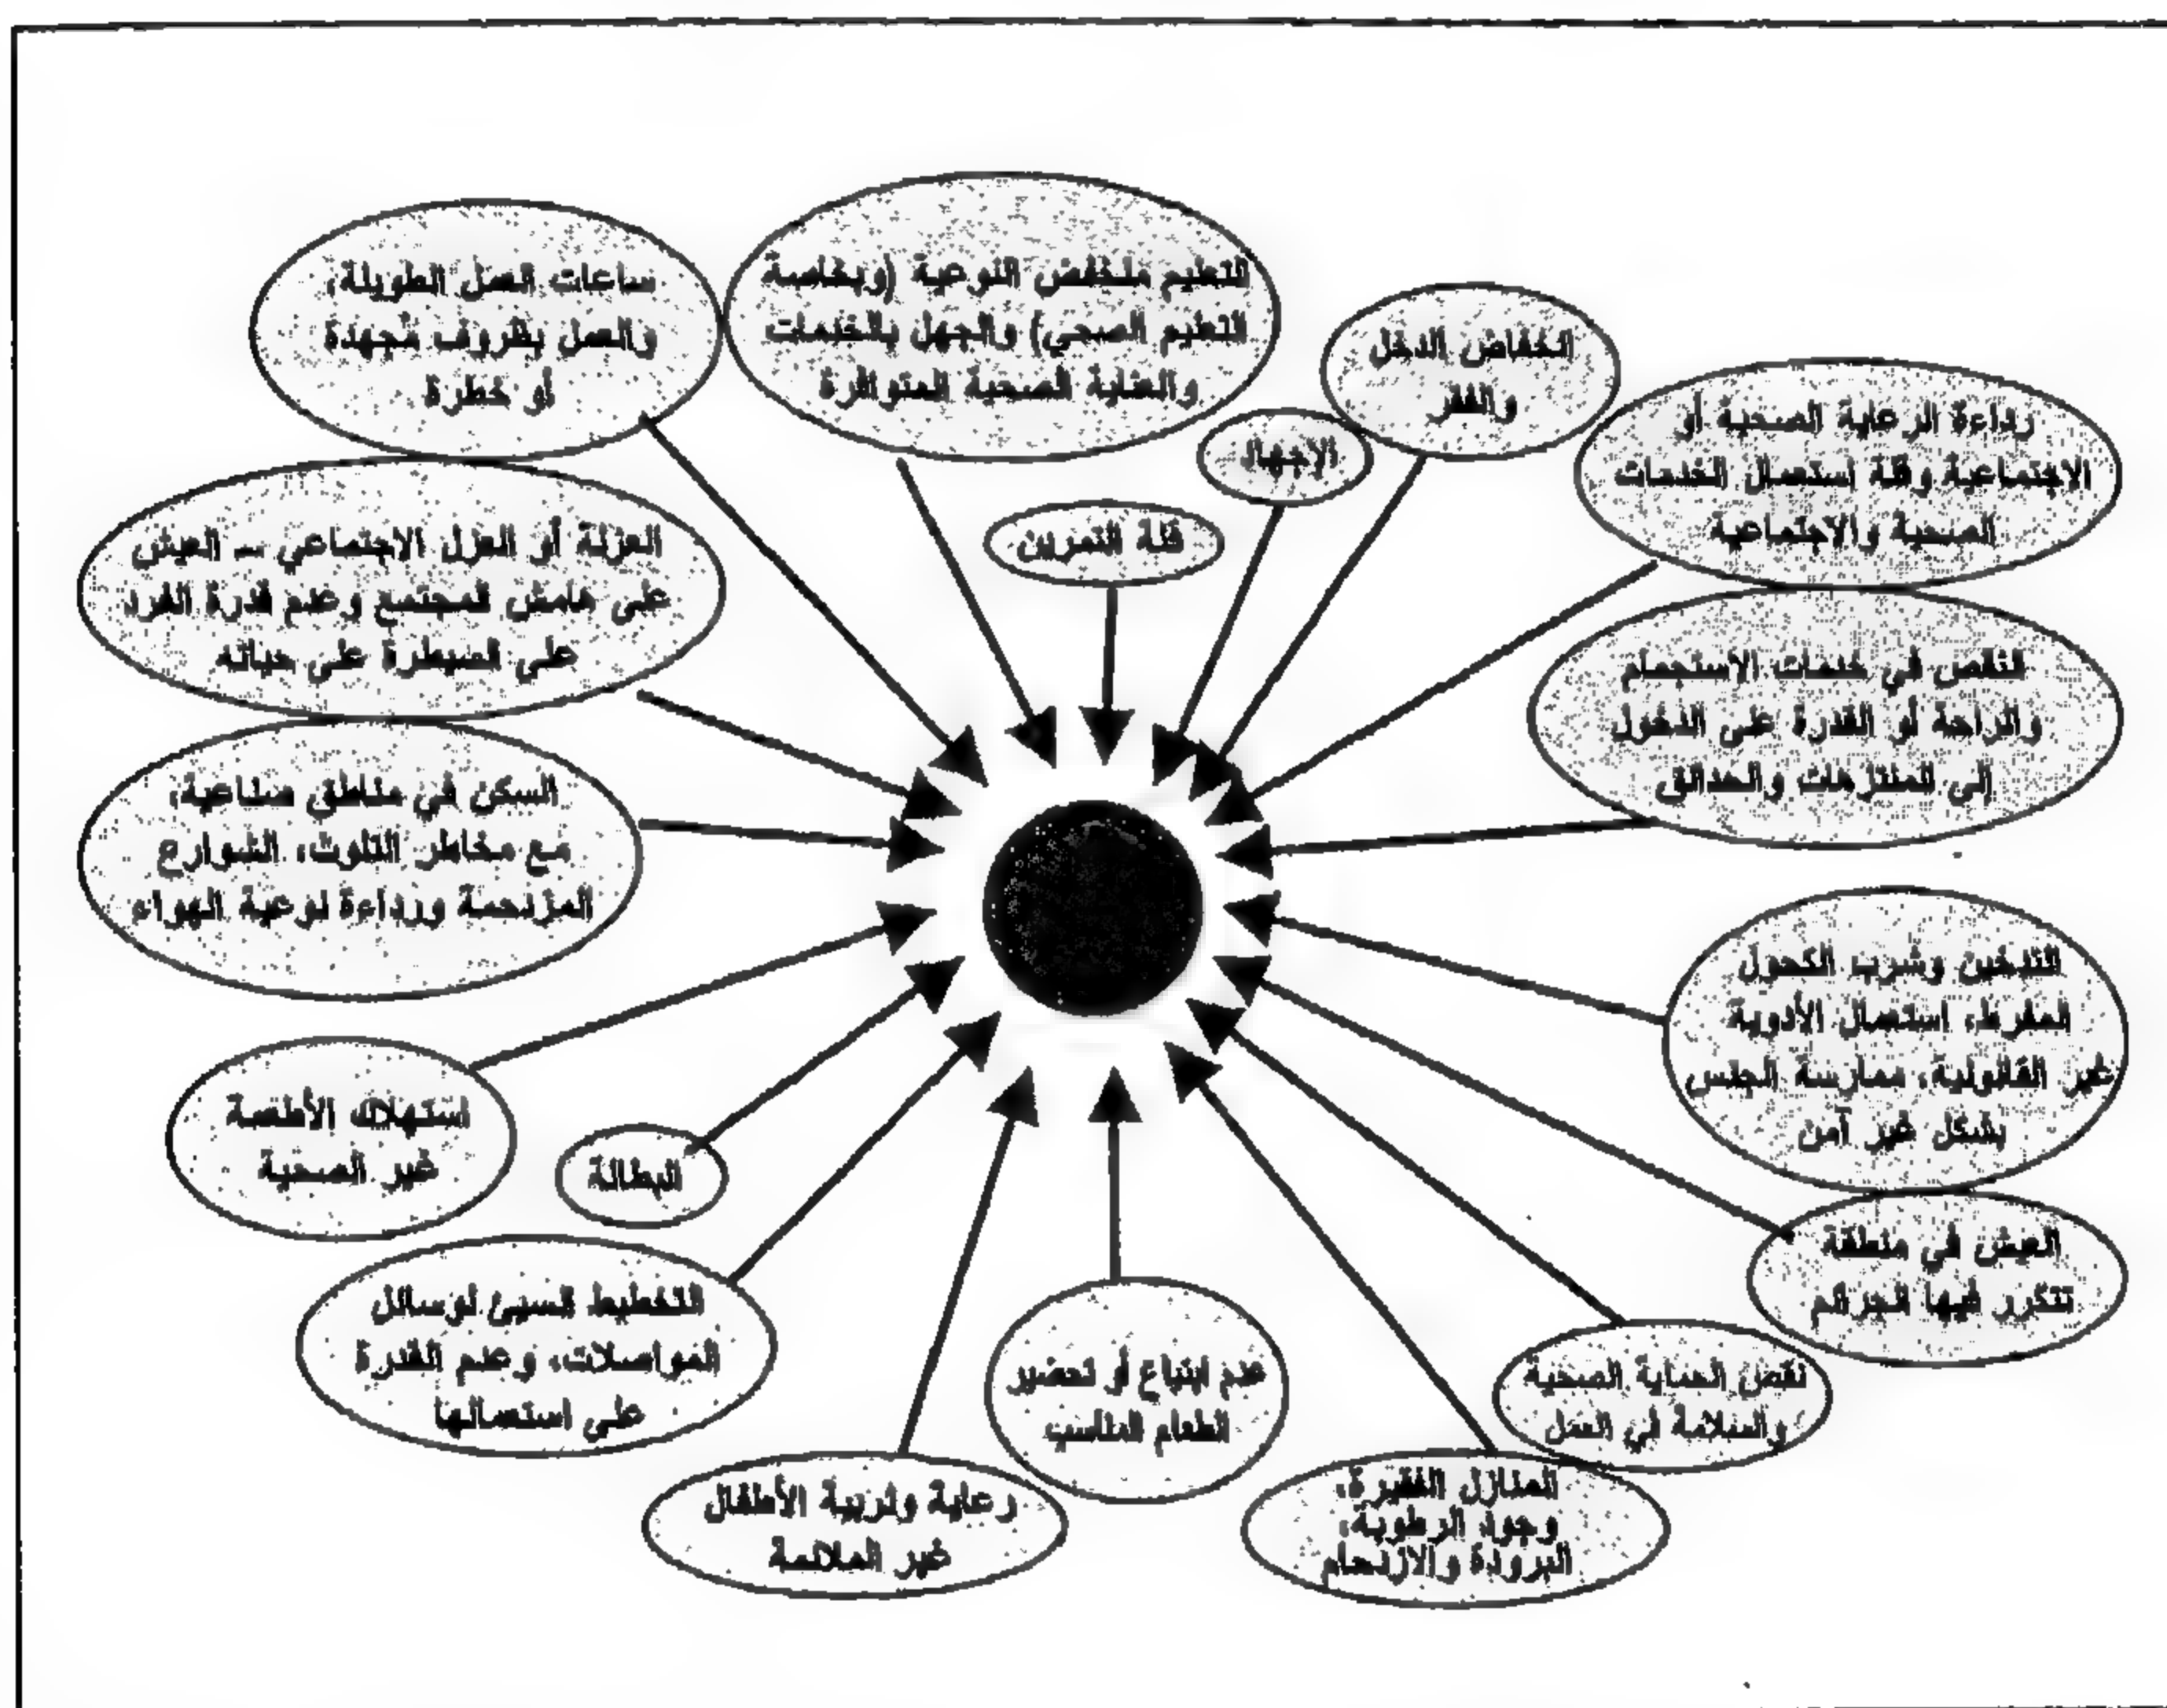 ساعات العمل الطويلة،
والعمل بظروف مُجهدة
أو خطرة
التعليم منخفض النوعية (وبخاصة
التعليم الصحي) والجهل بالخدمات
والعناية الصحية المتوافرة
انخفاض الدخل
والفقر
الإجهاد
قلة التمرين
رداءة الرعاية الصحية أو
الاجتماعية وقلة استعمال الخدمات
الصحية والاجتماعية
العزلة أو العزل الاجتماعي – العيش
على هامش المجتمع وعدم قدرة الفرد
على السيطرة على حياته
النقص في خدمات الاستجمام
والراحة أو القدرة على الدخول
إلى المنتزهات والحدائق
السكن في مناطق صناعية،
مع مخاطر التلوث، الشوارع
المزدحمة ورداءة نوعية الهواء
التدخين وشرب الكحول
المفرط، استعمال الأدوية
غير القانونية، ممارسة الجنس
بشكل غير آمن
استهلاك الأطعمة
غير الصحية
البطالة
العيش في منطقة
تتكرر فيها الجرائم
التخطيط السيئ لوسائل
المواصلات، وعدم القدرة
على استعمالها
عدم ابتياع أو تحضير
الطعام المناسب
نقص الحماية الصحية
والسلامة في العمل
رعاية وتربية الأطفال
غير الملائمة
المنازل الفقيرة،
وجود الرطوبة،
البرودة والازدحام